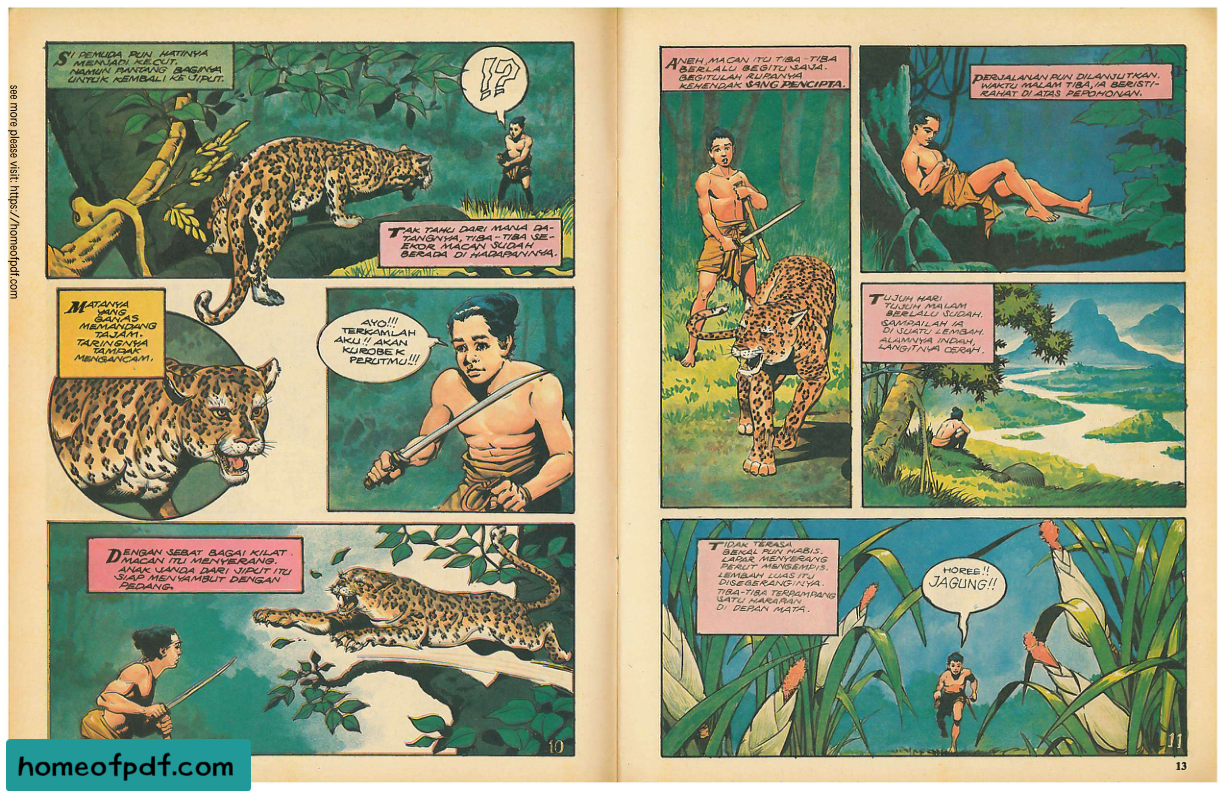 see more please visit: https://homeofpdf.com
SI PEMUDA PUN HATINYA
MENJADI KECUT.
NAMUN PANTANG BAGINYA
UNTUK KEMBALI KE JIPUT.
!?
TAK TAHU DARI MANA DA-
TANGNYA, TIBA-TIBA SE-
EKOR MACAN SUDAH
BERADA DI HADAPANNYA.
MATANYA
YANG
GANAS
MEMANDANG
TAJAM.
TARINGNYA
TAMPAK
MENGANCAM.
AYO!!!
TERKAMLAH
AKU!! AKAN
KUROBEK
PERUTMU!!!
DENGAN SEBAT BAGAI KILAT
MACAN ITU MENYERANG.
ANAK JANDA DARI JIPUT ITU
SIAP MENYAMBUT DENGAN
PEDANG.
10
ANEH, MACAN ITU TIBA-TIBA
BERLALU BEGITU SAJA.
BEGITULAH RUPANYA
KEHENDAK SANG PENCIPTA.
PERJALANAN PUN DILANJUTKAN.
WAKTU MALAM TIBA, IA BERISTI-
RAHAT DI ATAS PEPOHONAN.
TUJUH HARI
TUJUH MALAM
BERLALU SUDAH.
SAMPAILAH IA
DI SUATU LEMBAH.
ALAMNYA INDAH,
LANGITNYA CERAH.
TIDAK TERASA
BEKAL PUN HABIS.
LAPAR MENYERANG
PERUT MENGEMPIS.
LEMBAH LUAS ITU
DISEBERANGINYA.
TIBA-TIBA TERPAMPANG
SATU HARAPAN
DI DEPAN MATA.
HOREE!!
JAGUNG!!
11
13
homeofpdf.com